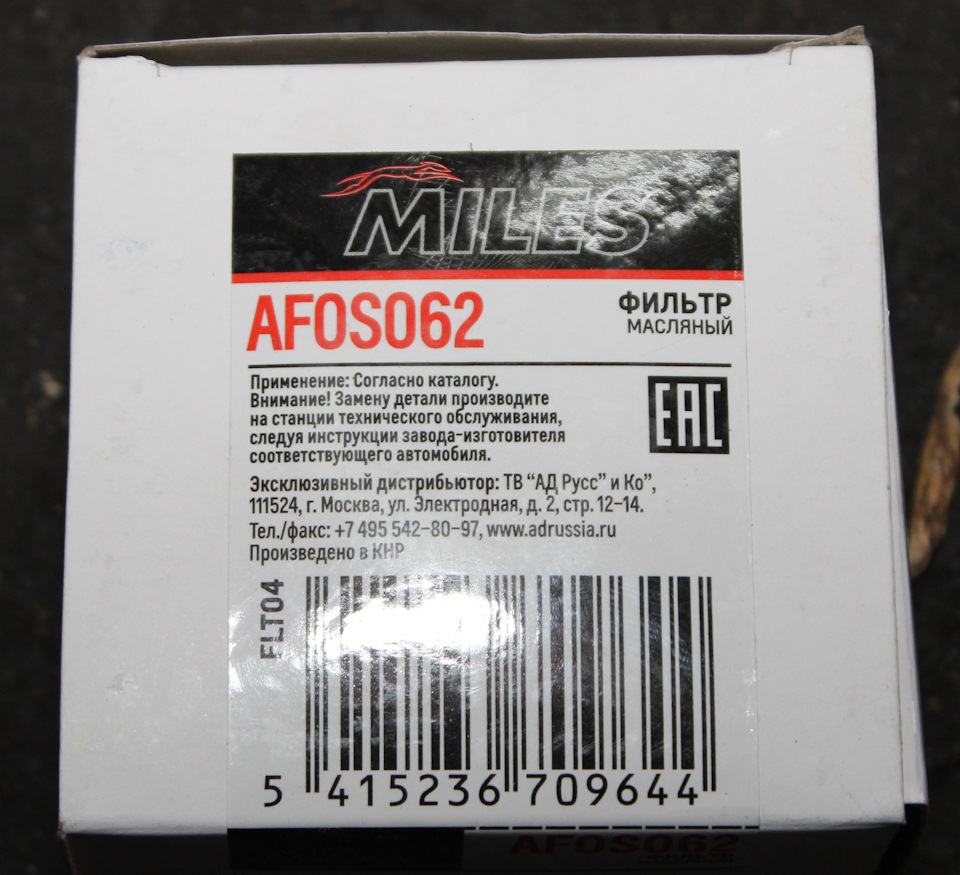 MILES
AFOS062
ФИЛЬТР
МАСЛЯНЫЙ
Применение: Согласно каталогу.
Внимание! Замену детали производите
на станции технического обслуживания,
следуя инструкции завода-изготовителя
соответствующего автомобиля.
EAC
Эксклюзивный дистрибьютор: ТВ “АД Русс” и Ко”,
111524, г. Москва, ул. Электродная, д. 2, стр. 12-14.
Тел./факс: +7 495 542-80-97, www.adrussia.ru
Произведено в КНР
FLT04
5 415236 709644
AFOS062
ФИЛЬТР